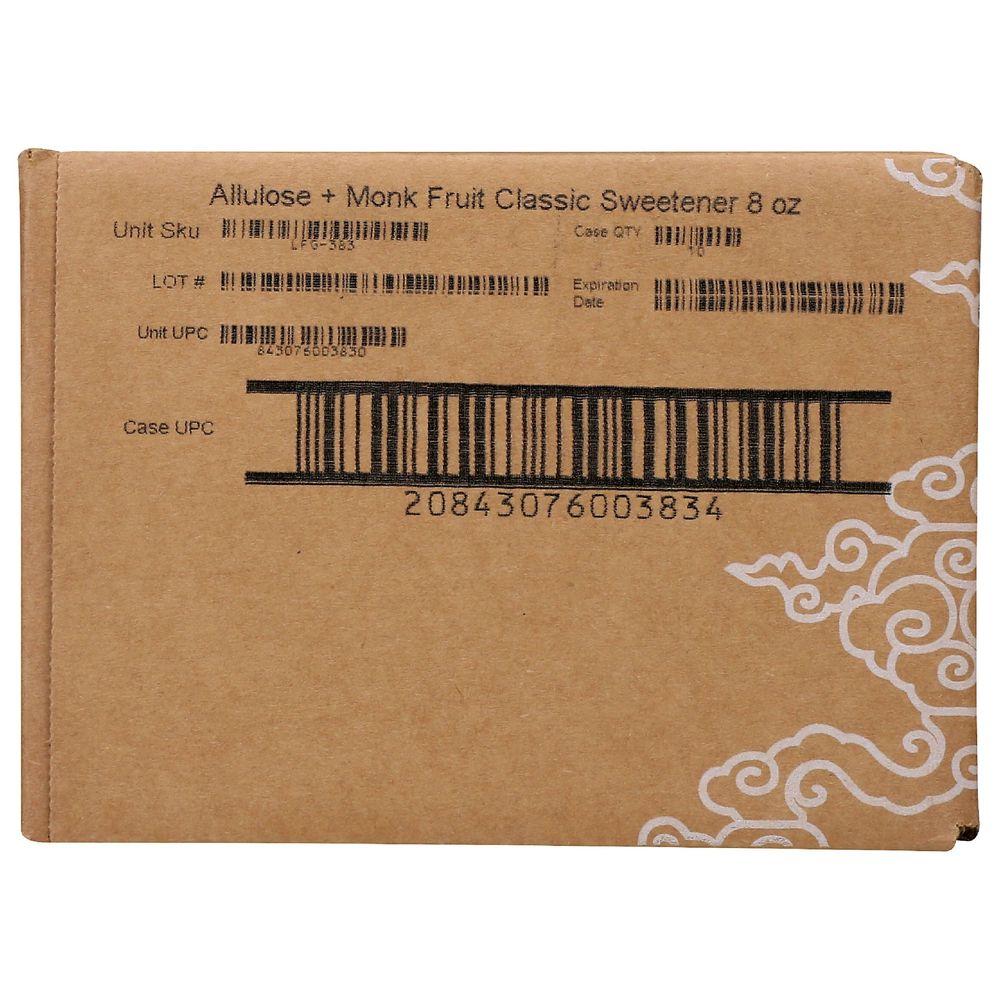 Allulose + Monk Fruit Classic Sweetener 8 oz
Unit Sku
LFG-383
Case QTY
10
LOT #
Expiration
Date
Unit UPC
843076003830
Case UPC
20843076003834